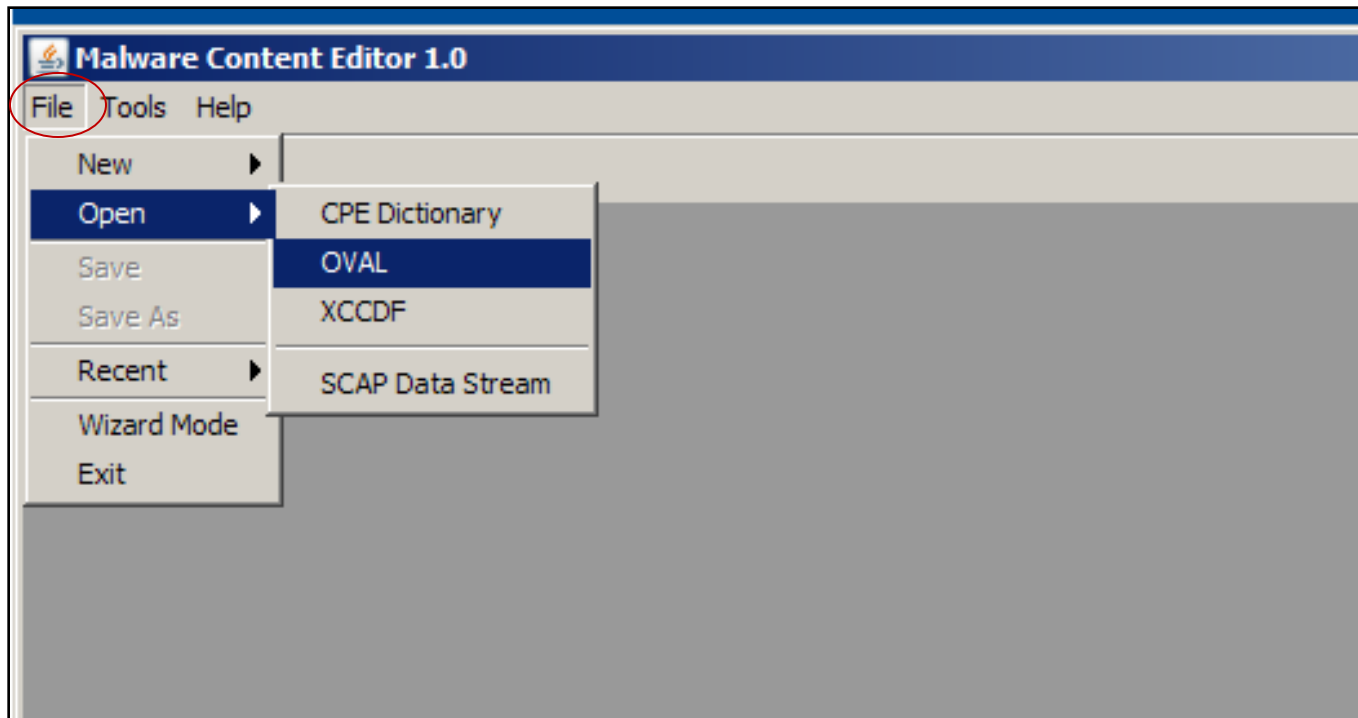 Malware Content Editor 1.0
File Tools Help
New
Open
Save
Save As
Recent
Wizard Mode
Exit
CPE Dictionary
OVAL
XCCDF
SCAP Data Stream